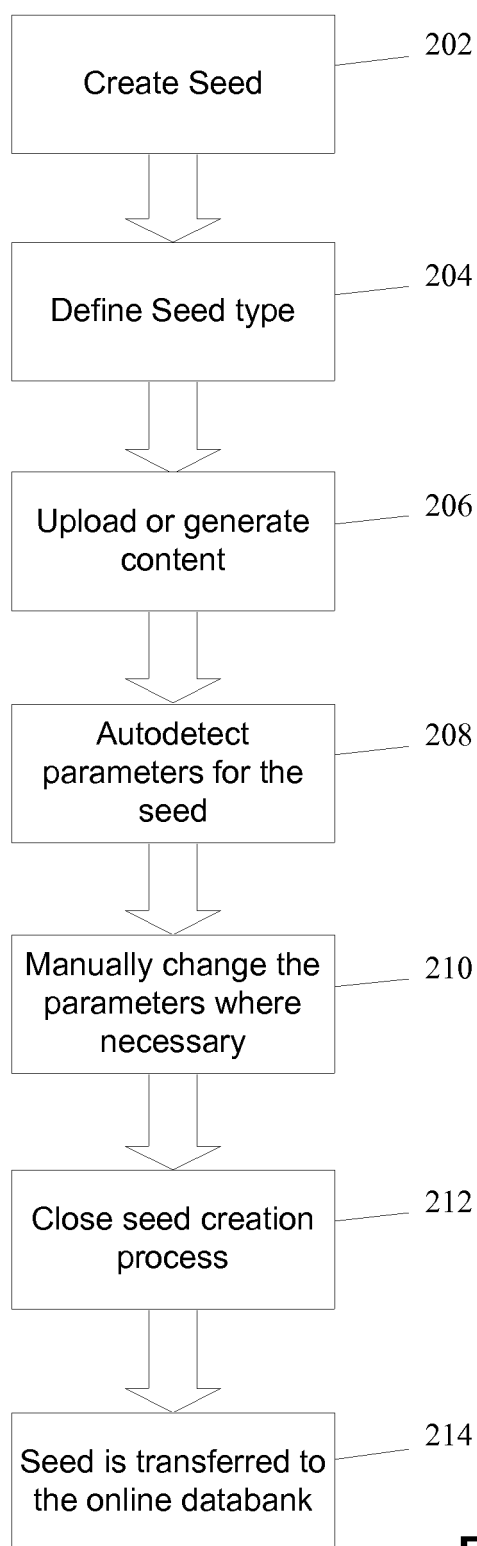 Create Seed
202
Define Seed type
204
Upload or generate
content
206
Autodetect
parameters for the
seed
208
Manually change the
parameters where
necessary
210
Close seed creation
process
212
Seed is transferred to
the online databank
214